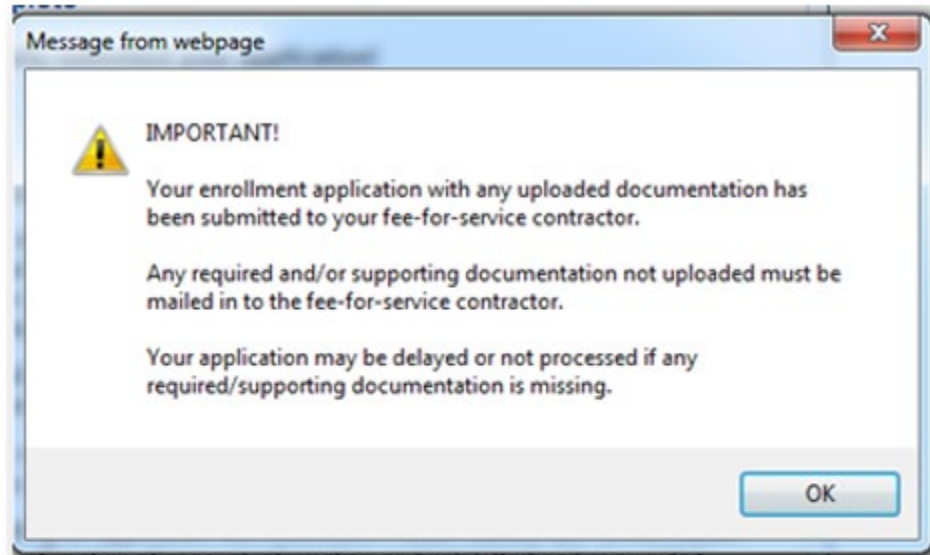 Message from webpage
IMPORTANT!
Your enrollment application with any uploaded documentation has
been submitted to your fee-for-service contractor.
Any required and/or supporting documentation not uploaded must be
mailed in to the fee-for-service contractor.
Your application may be delayed or not processed if any
required/supporting documentation is missing.
OK